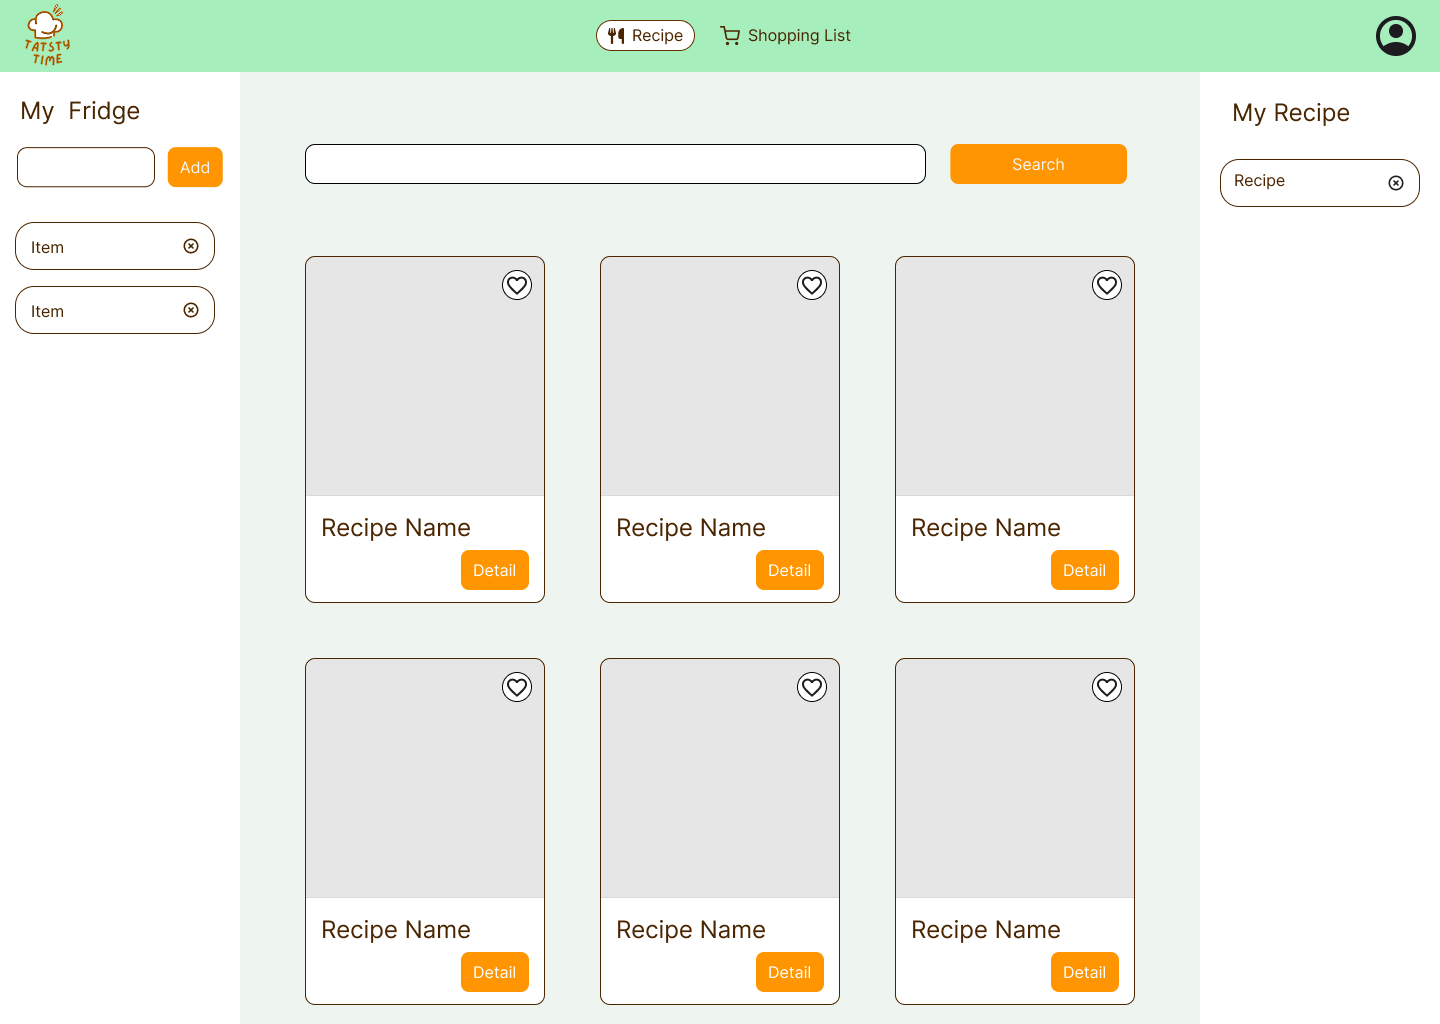 TATSTY
TIME
Recipe
Shopping List
My Fridge
Add
Item
Item
Search
Recipe Name
Detail
Recipe Name
Detail
Recipe Name
Detail
Recipe Name
Detail
Recipe Name
Detail
Recipe Name
Detail
My Recipe
Recipe